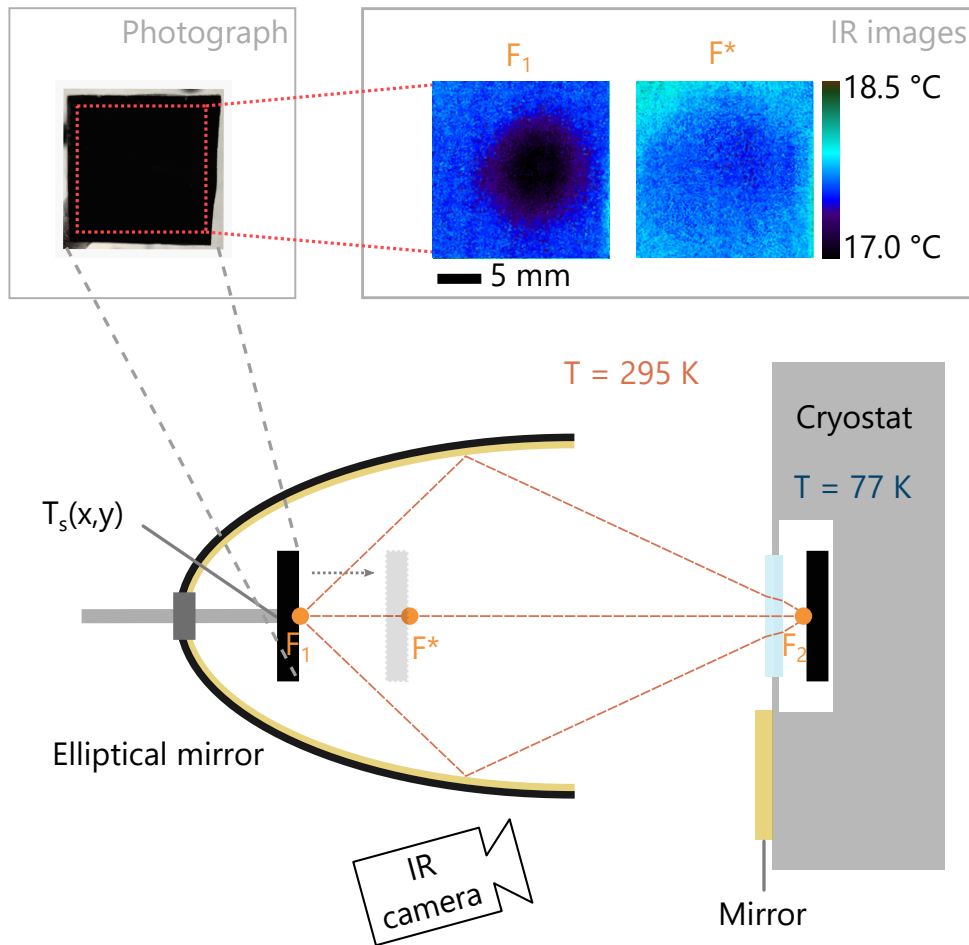 Photograph
IR images
F₁
F*
18.5 °C
17.0 °C
5 mm
T = 295 K
Cryostat
T = 77 K
Tₛ(x,y)
F₁
F*
F₂
Elliptical mirror
IR
camera
Mirror